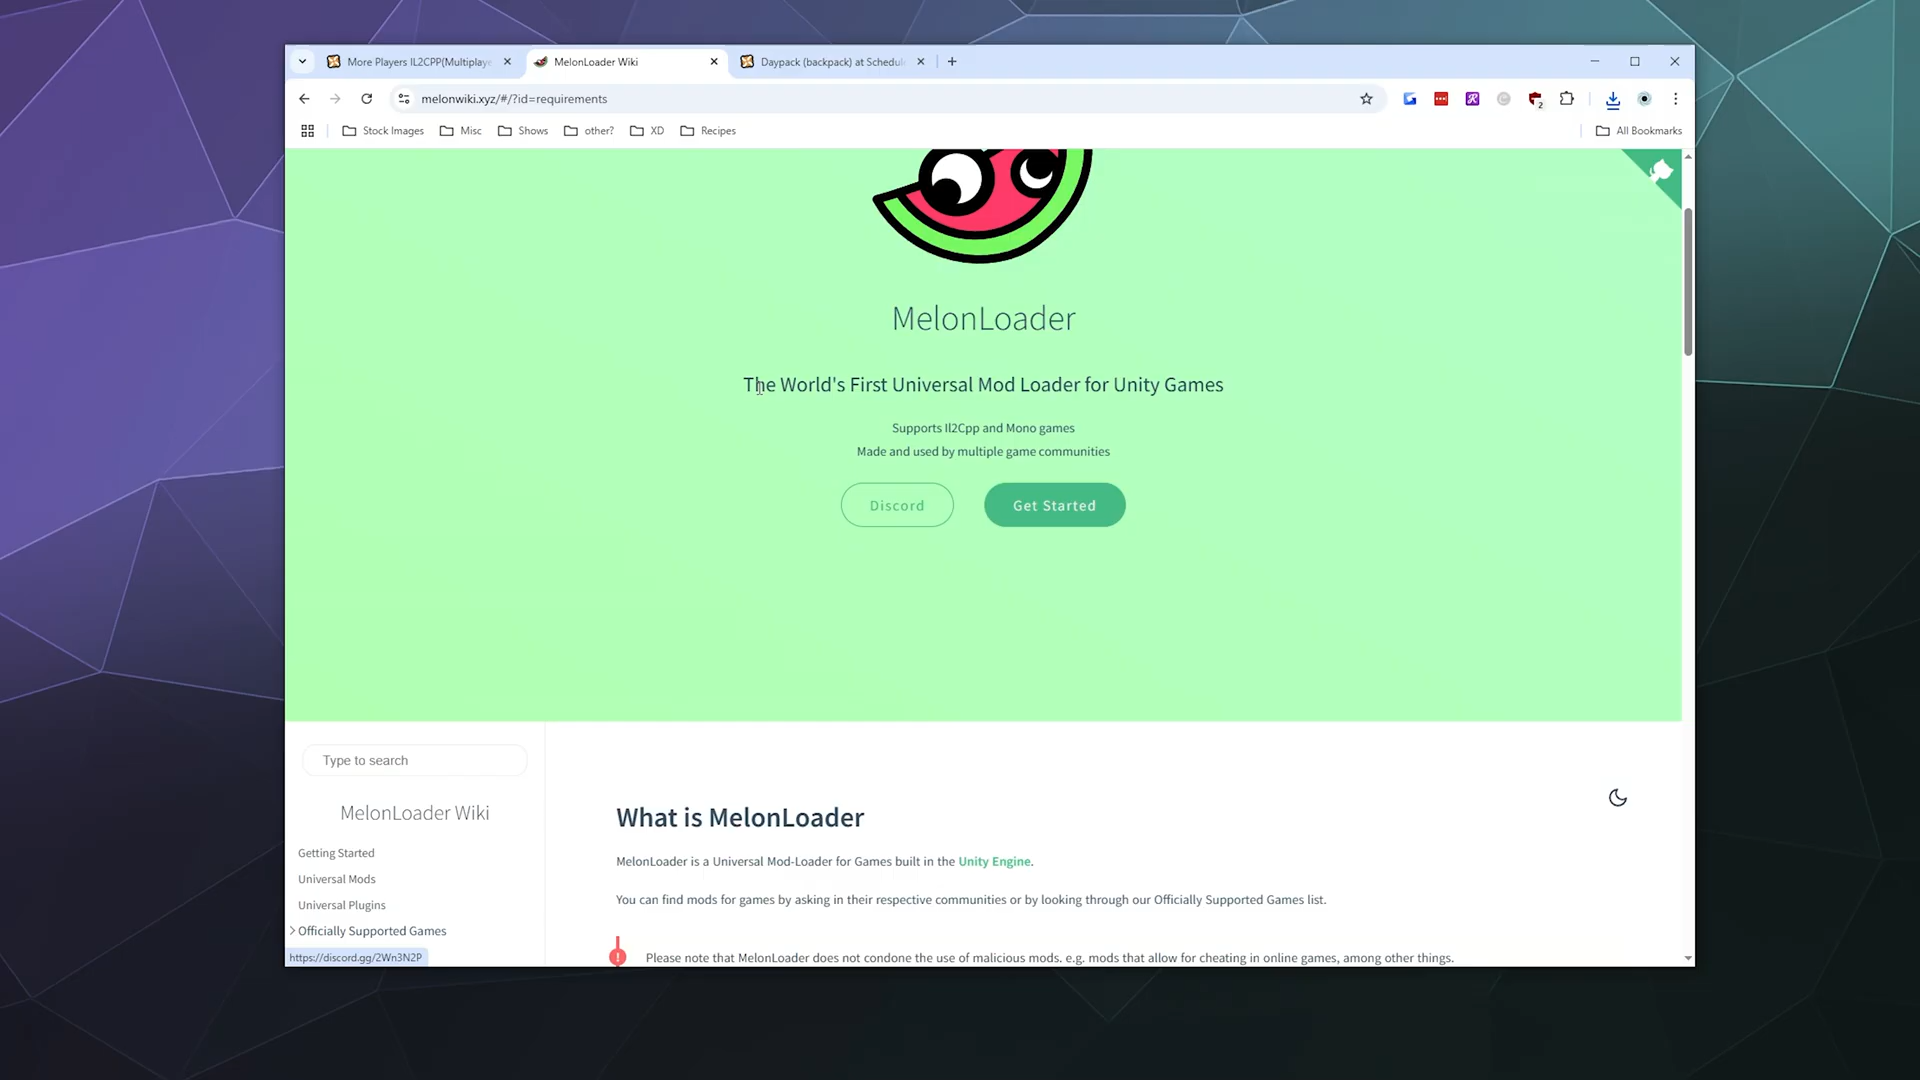 More Players IL2CPP(Multiplaye
MelonLoader Wiki
Daypack (backpack) at Schedul
melonwiki.xyz/#/?id=requirements
2
Stock Images
Misc
Shows
other?
XD
Recipes
All Bookmarks
MelonLoader
The World's First Universal Mod Loader for Unity Games
Supports Il2Cpp and Mono games
Made and used by multiple game communities
Discord
Get Started
Type to search
MelonLoader Wiki
Getting Started
Universal Mods
Universal Plugins
Officially Supported Games
https://discord.gg/2Wn3N2P
What is MelonLoader
MelonLoader is a Universal Mod-Loader for Games built in the Unity Engine.
You can find mods for games by asking in their respective communities or by looking through our Officially Supported Games list.
Please note that MelonLoader does not condone the use of malicious mods. e.g. mods that allow for cheating in online games, among other things.